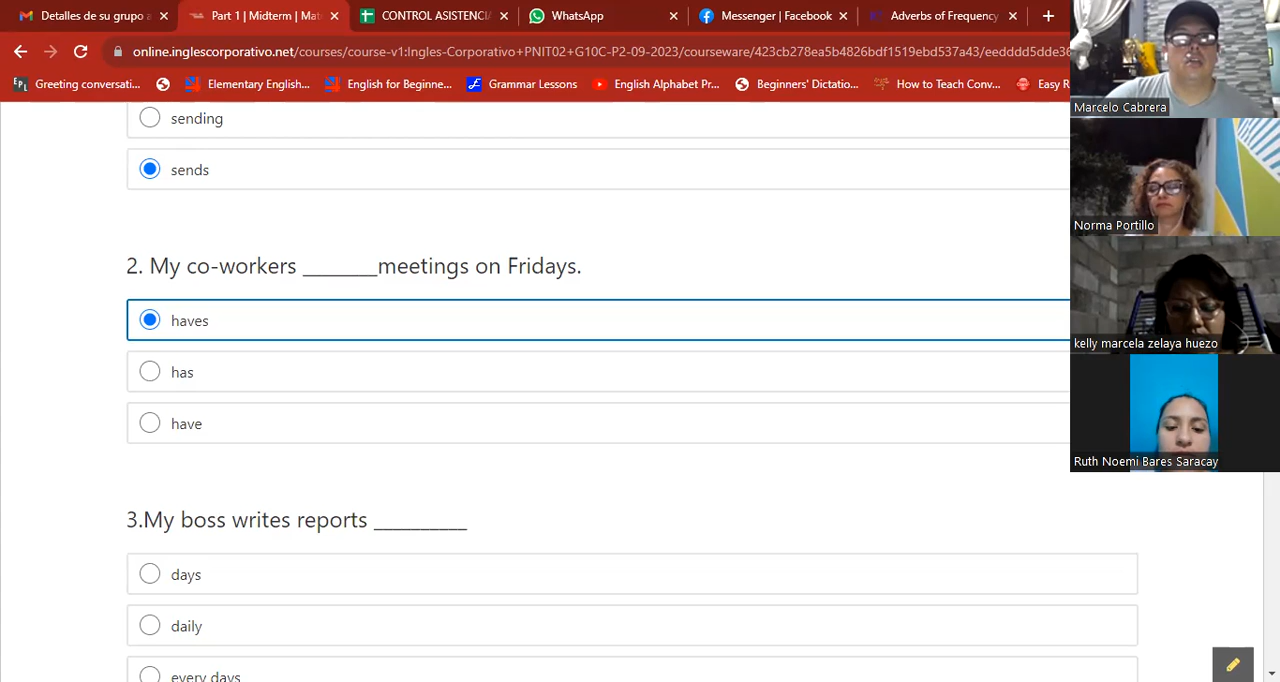 Detalles de su grupo a
Part 1 | Midterm | Mat
CONTROL ASISTENCI
WhatsApp
Messenger | Facebook
Adverbs of Frequency
online.inglescorporativo.net/courses/course-v1:Ingles-Corporativo+PNIT02+G10C-P2-09-2023/courseware/423cb278ea5b4826bdf1519ebd537a43/eedddd5dde36
Greeting conversati...
Elementary English...
English for Beginne...
Grammar Lessons
English Alphabet Pr...
Beginners' Dictatio...
How to Teach Conv...
Easy R
sending
sends
2. My co-workers ________meetings on Fridays.
haves
has
have
3.My boss writes reports __________
days
daily
every days
Marcelo Cabrera
Norma Portillo
kelly marcela zelaya huezo
Ruth Noemi Bares Saracay